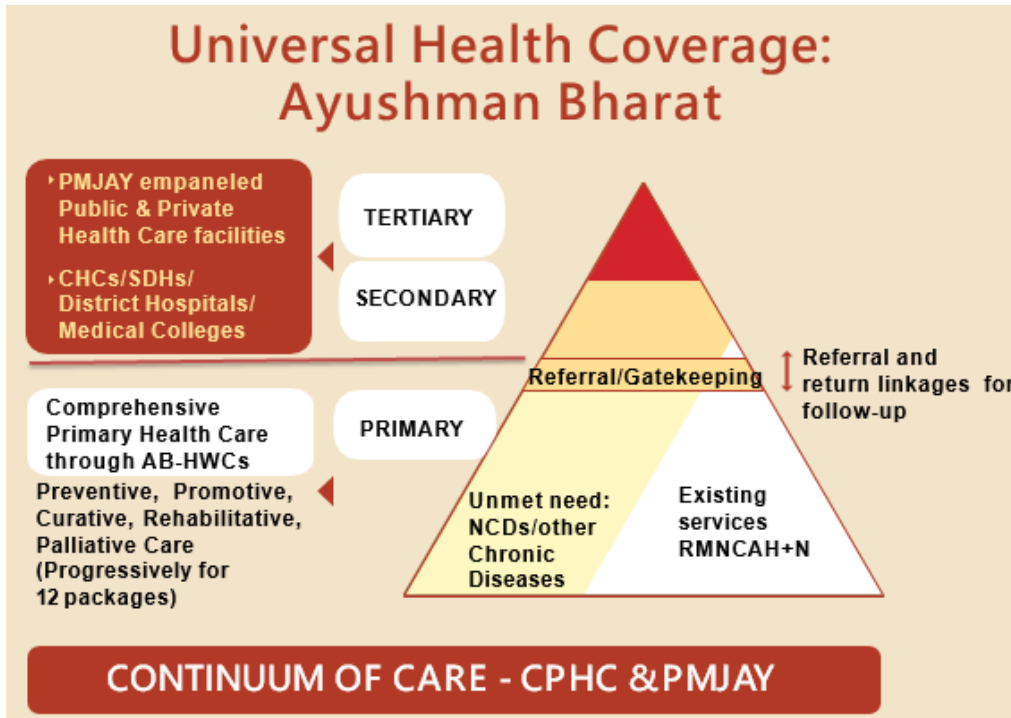 Universal Health Coverage:
Ayushman Bharat
‣PMJAY empaneled
Public & Private
Health Care facilities
‣CHCs/SDHs/
District Hospitals/
Medical Colleges
TERTIARY
SECONDARY
Referral/Gatekeeping
Referral and
return linkages for
follow-up
Comprehensive
Primary Health Care
through AB-HWCs
PRIMARY
Preventive, Promotive,
Curative, Rehabilitative,
Palliative Care
(Progressively for
12 packages)
Unmet need:
NCDs/other
Chronic
Diseases
Existing
services
RMNCAH+N
CONTINUUM OF CARE - CPHC &PMJAY